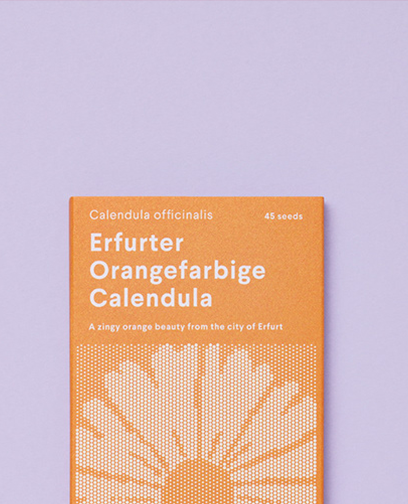 Calendula officinalis
45 seeds
Erfurter
Orangefarbige
Calendula
A zingy orange beauty from the city of Erfurt